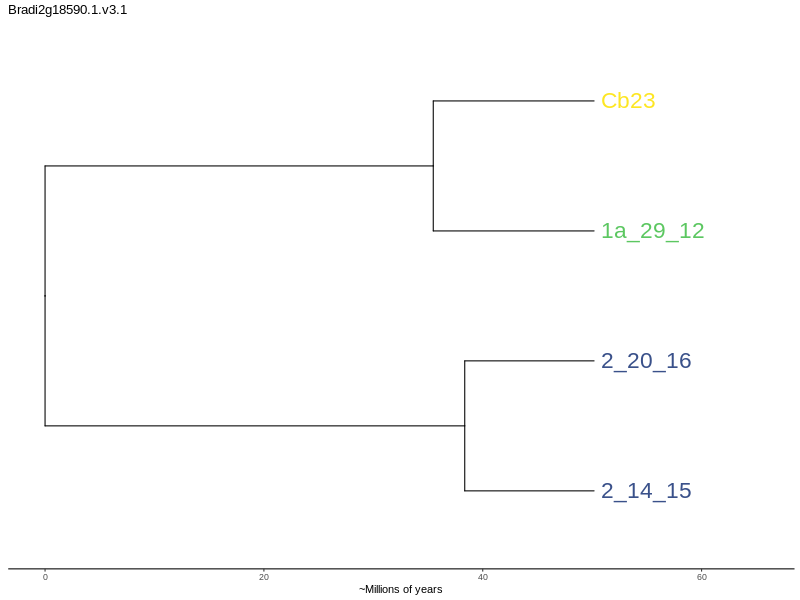 Bradi2g18590.1.v3.1
Cb23
1a_29_12
2_20_16
2_14_15
0 20 40 60
~Millions of years